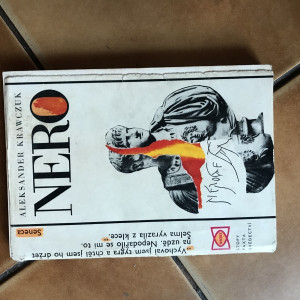 ALEKSANDER KRAWCZUK
NERO
Seneca
„Vychoval jsem tygra a chtěl jsem ho držet
na uzdě. Nepodařilo se mi to.
Šelma vyrazila z klece.“